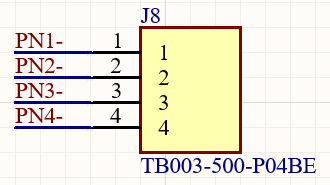 J8
PN1- 1 1
PN2- 2 2
PN3- 3 3
PN4- 4 4
TB003-500-P04BE